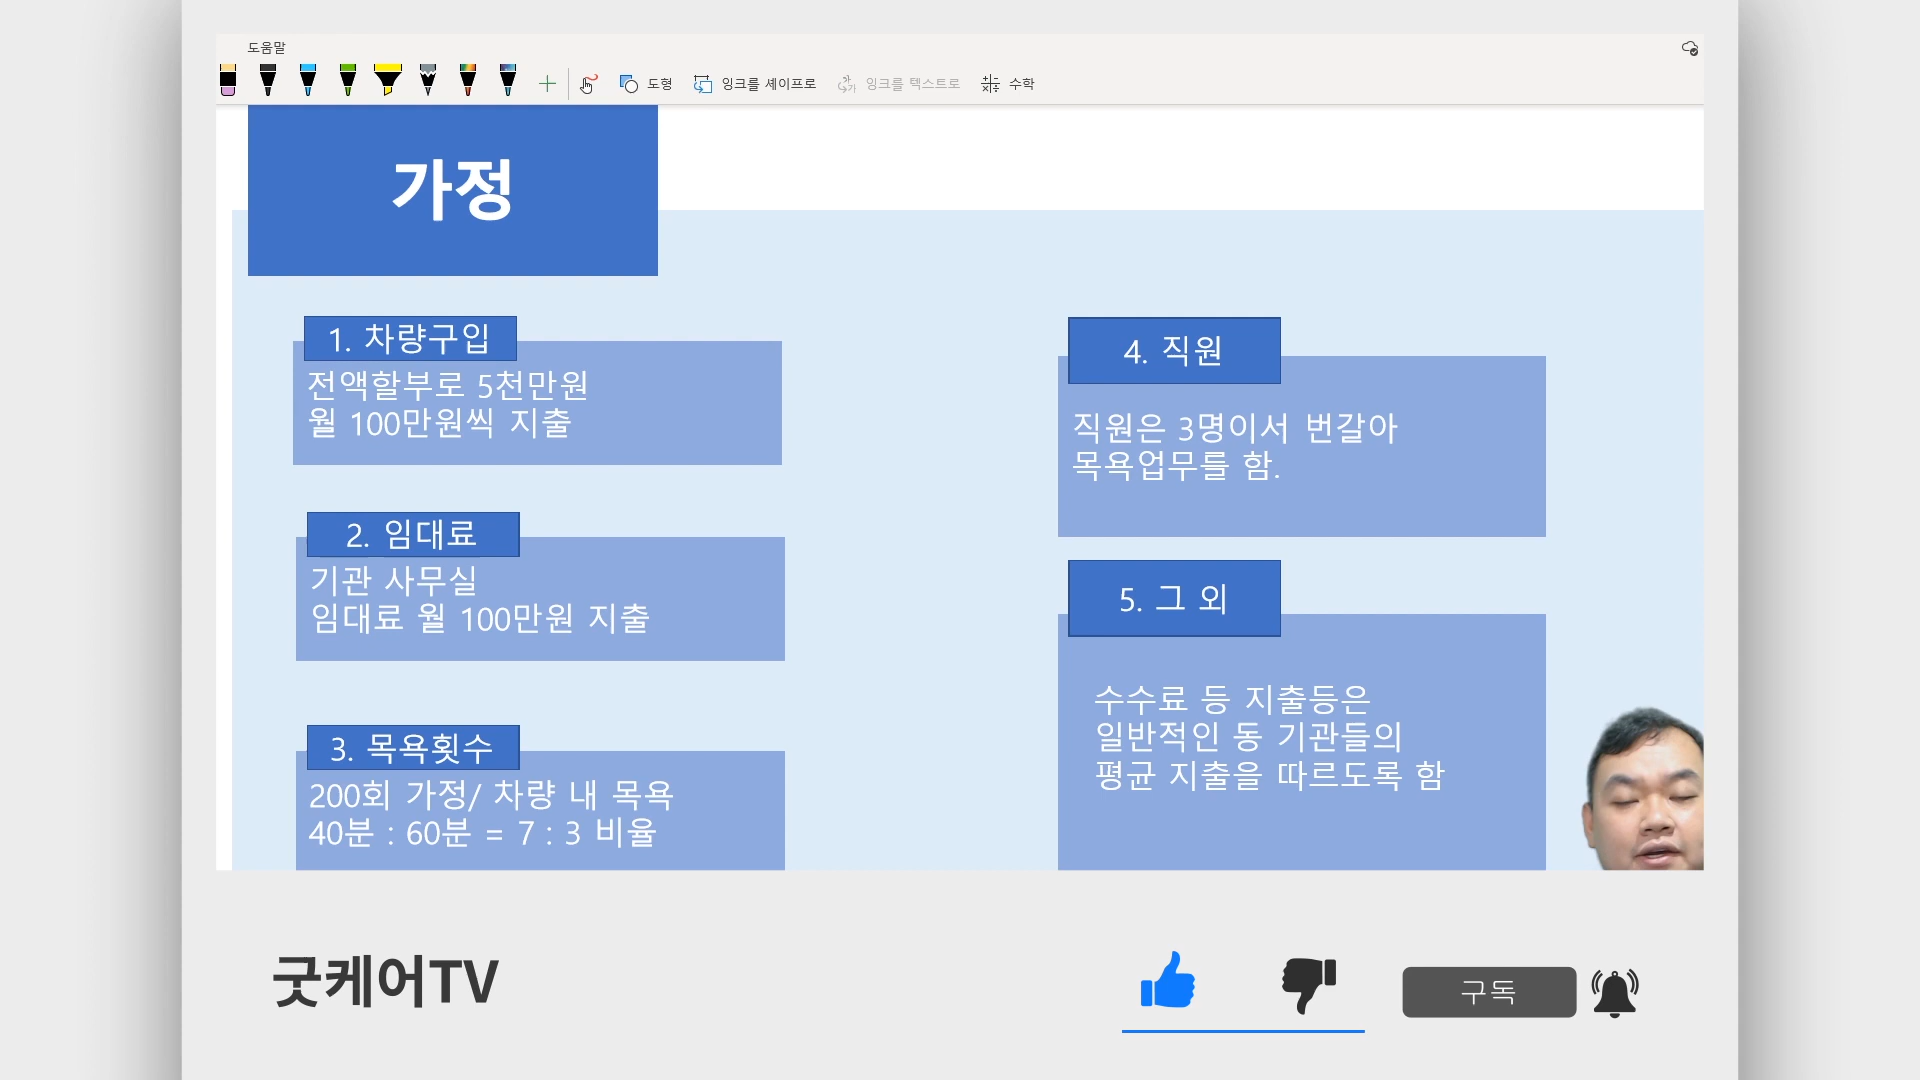 도움말
도형
잉크를 셰이프로
잉크를 텍스트로
수학
가정
1. 차량구입
전액할부로 5천만원
월 100만원씩 지출
2. 임대료
기관 사무실
임대료 월 100만원 지출
3. 목욕횟수
200회 가정/ 차량 내 목욕
40분 : 60분 = 7 : 3 비율
4. 직원
직원은 3명이서 번갈아
목욕업무를 함.
5. 그 외
수수료 등 지출등은
일반적인 동 기관들의
평균 지출을 따르도록 함
굿케어TV
구독